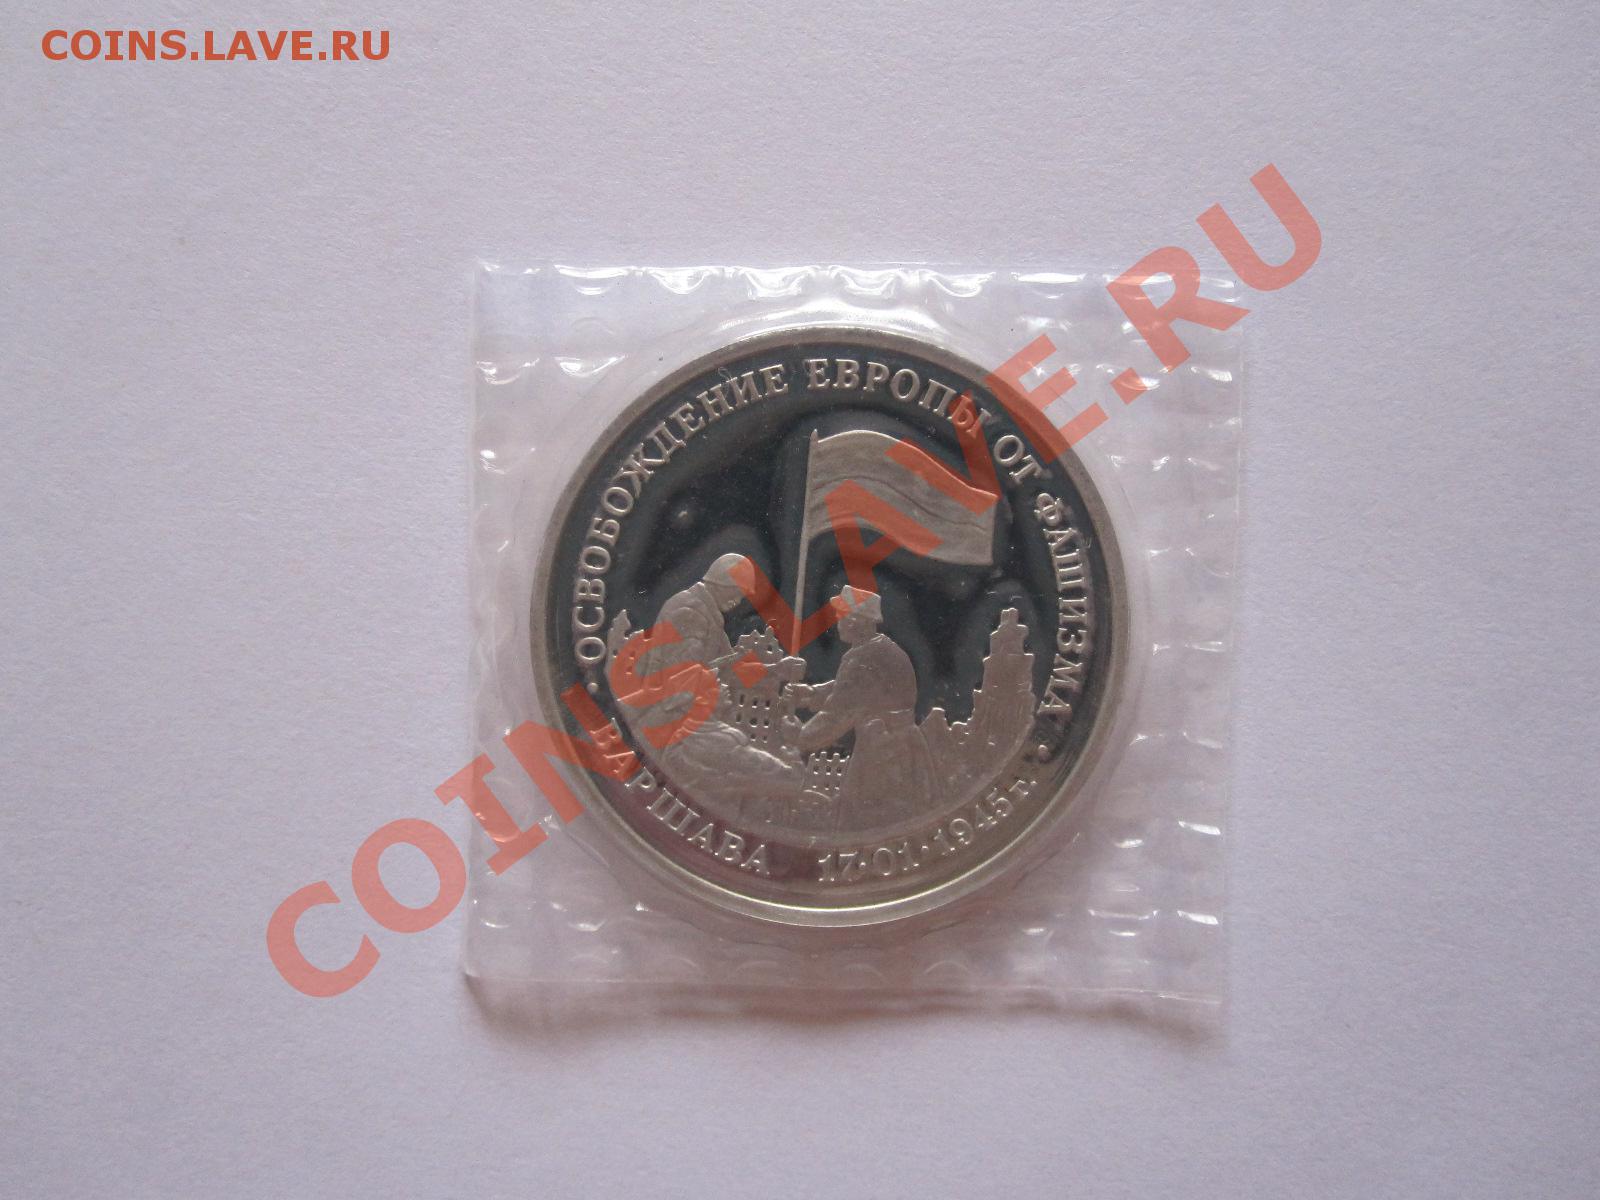 COINS.LAVE.RU
· ОСВОБОЖДЕНИЕ ЕВРОПЫ ОТ ФАШИЗМА ·
ВАРШАВА 17·01·1945 г.
COINS.LAVE.RU